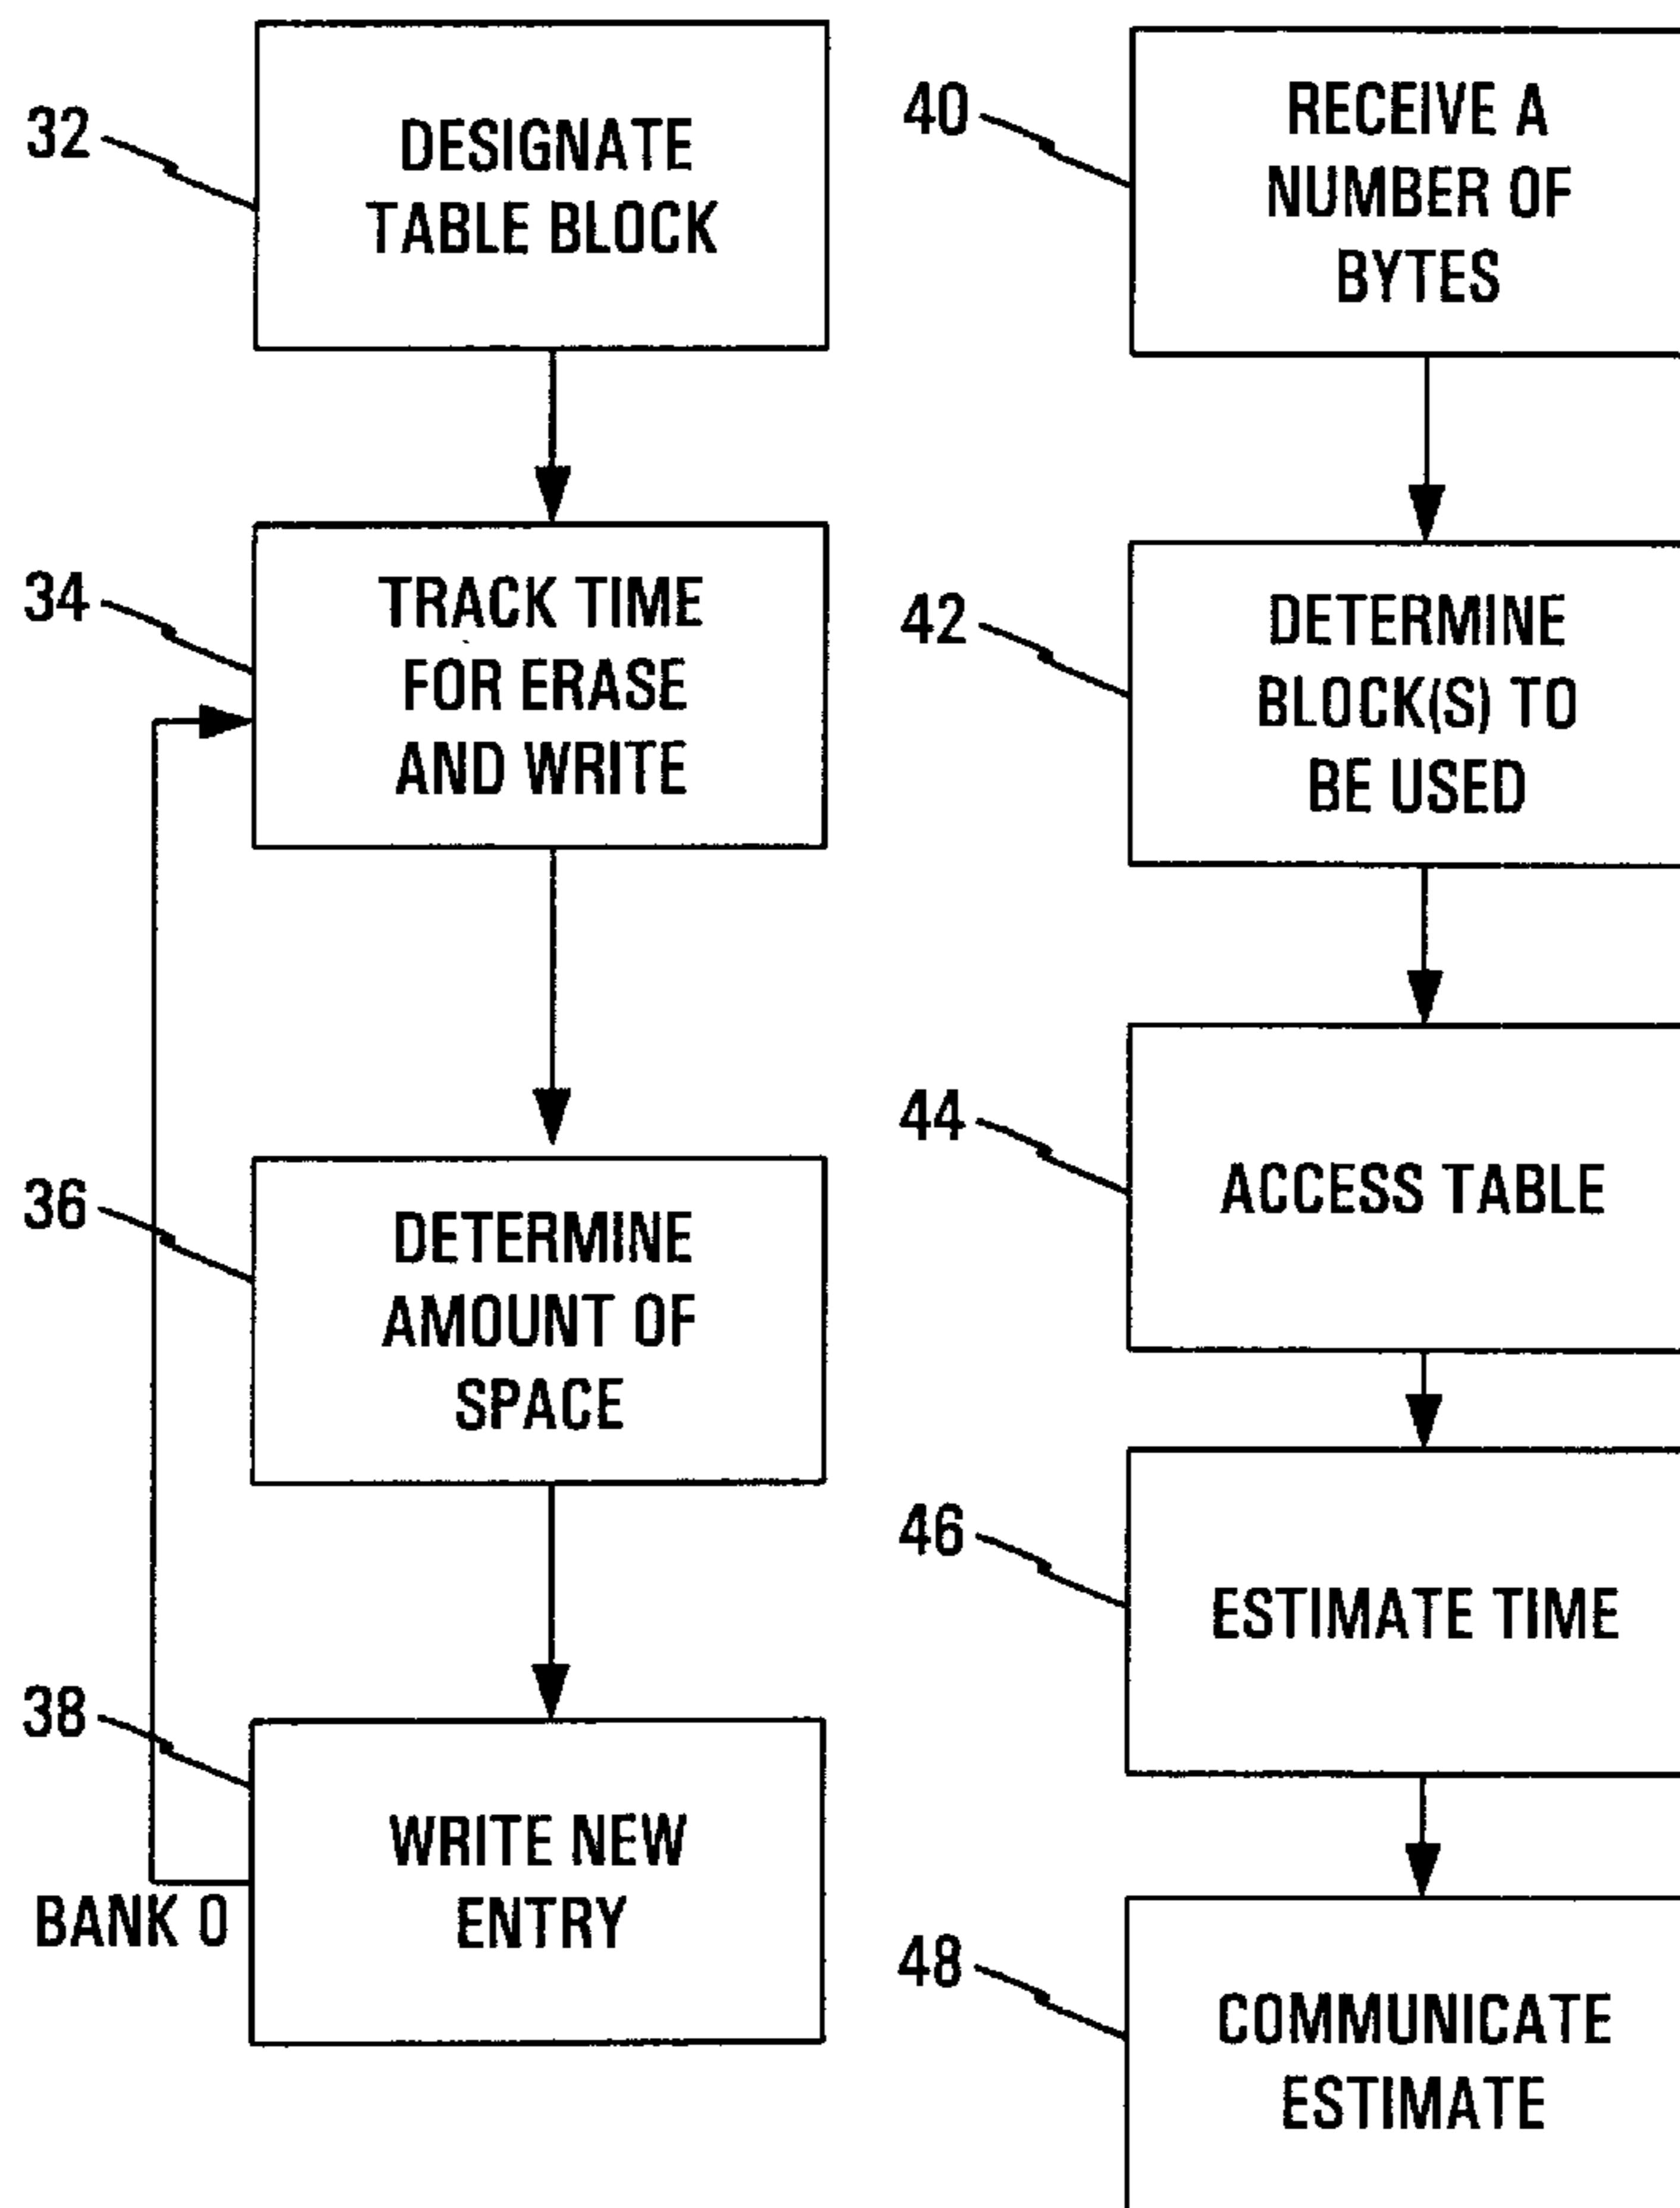 32
DESIGNATE
TABLE BLOCK
34
TRACK TIME
FOR ERASE
AND WRITE
36
DETERMINE
AMOUNT OF
SPACE
38
WRITE NEW
ENTRY
BANK 0
40
RECEIVE A
NUMBER OF
BYTES
42
DETERMINE
BLOCK(S) TO
BE USED
44
ACCESS TABLE
46
ESTIMATE TIME
48
COMMUNICATE
ESTIMATE